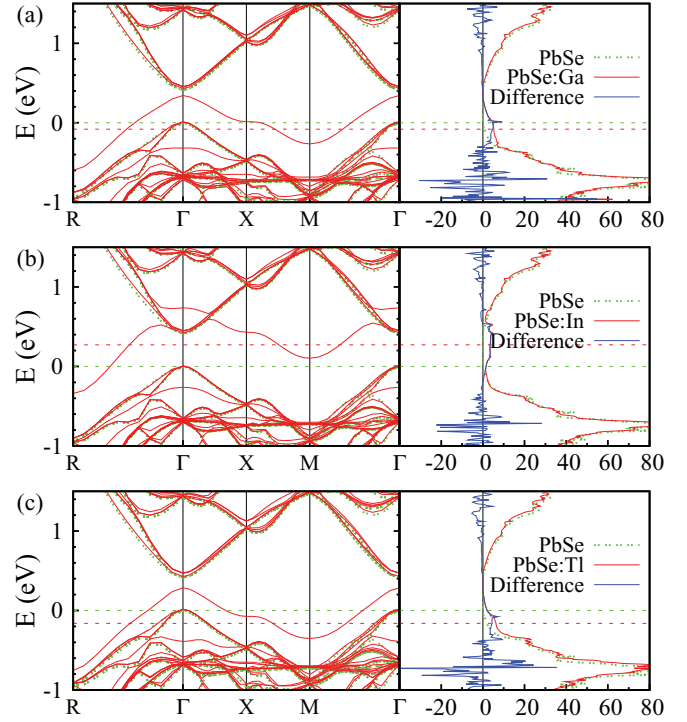 (a)
E (eV)
1
0
-1
R Γ X M Γ
PbSe
PbSe:Ga
Difference
-20 0 20 40 60 80
(b)
E (eV)
1
0
-1
R Γ X M Γ
PbSe
PbSe:In
Difference
-20 0 20 40 60 80
(c)
E (eV)
1
0
-1
R Γ X M Γ
PbSe
PbSe:Tl
Difference
-20 0 20 40 60 80